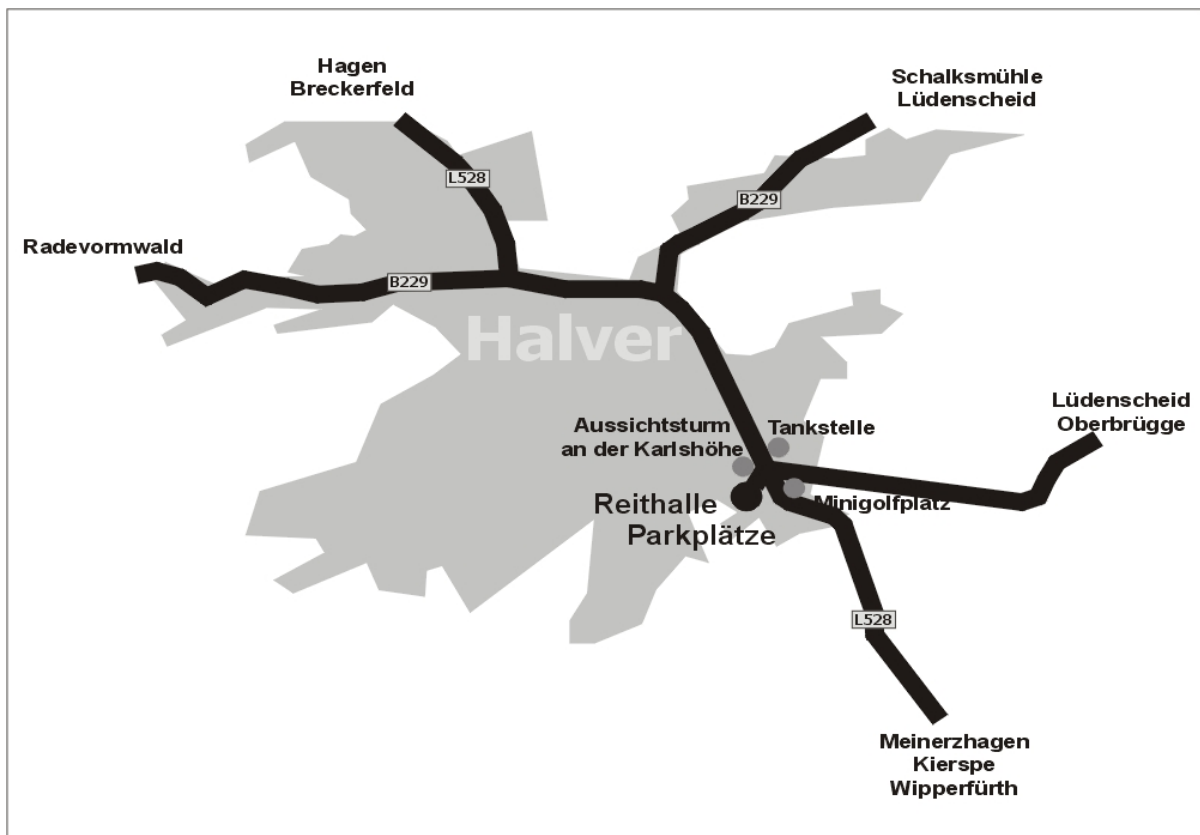 Hagen
Breckerfeld
Schalksmühle
Lüdenscheid
L528
B229
Radevormwald
B229
Halver
Lüdenscheid
Oberbrügge
Aussichtsturm
an der Karlshöhe
Tankstelle
Reithalle
Parkplätze
Minigolfplatz
L528
Meinerzhagen
Kierspe
Wipperfürth